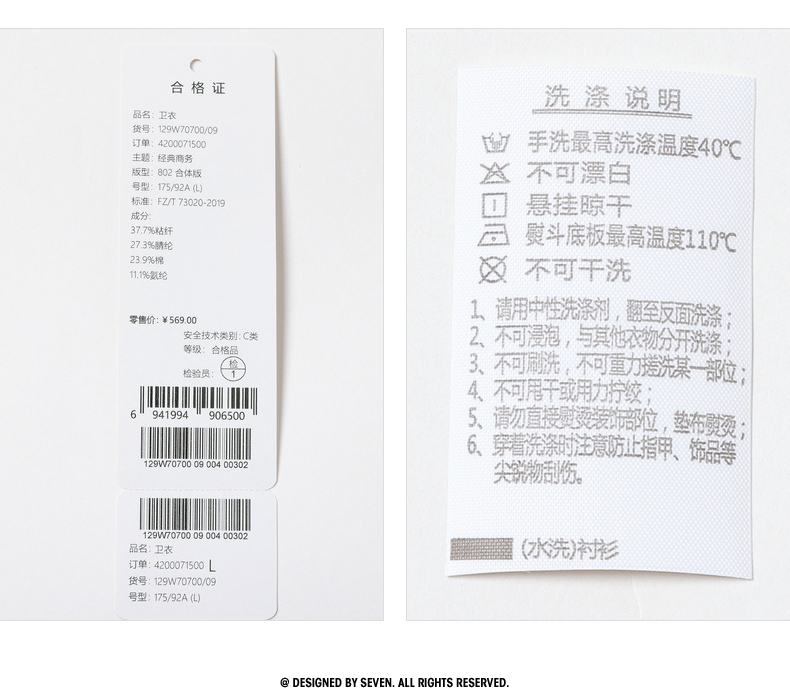 合格证
品名：卫衣
货号：129W70700/09
订单：4200071500
主题：经典商务
版型：802 合体版
号型：175/92A (L)
标准：FZ/T 73020-2019
成分：
37.7%粘纤
27.3%腈纶
23.9%棉
11.1%氨纶
零售价：￥569.00
安全技术类别：C类
等级：合格品
检验员：检1
6 941994 906500
129W70700 09 004 00302
129W70700 09 004 00302
品名：卫衣
订单：4200071500 L
货号：129W70700/09
号型：175/92A (L)
洗涤说明
手洗最高洗涤温度40℃
不可漂白
悬挂晾干
熨斗底板最高温度110℃
不可干洗
1、请用中性洗涤剂，翻至反面洗涤；
2、不可浸泡，与其他衣物分开洗涤；
3、不可刷洗，不可重力搓洗某一部位；
4、不可甩干或用力拧绞；
5、请勿直接熨烫装饰部位，垫布熨烫；
6、穿着洗涤时注意防止指甲、饰品等
尖锐物刮伤。
(水洗)衬衫
@ DESIGNED BY SEVEN. ALL RIGHTS RESERVED.